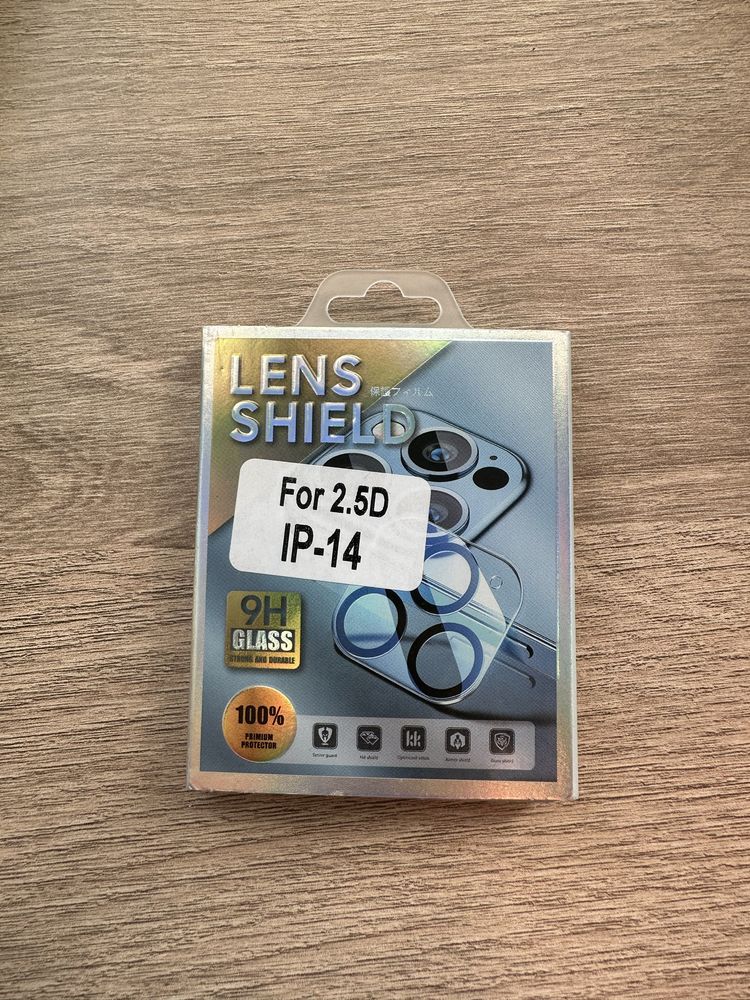 LENS
保護フィルム
SHIELD
For 2.5D
IP-14
9H
GLASS
STRONG AND DURABLE
100%
PRIMIUM
PROTECTOR